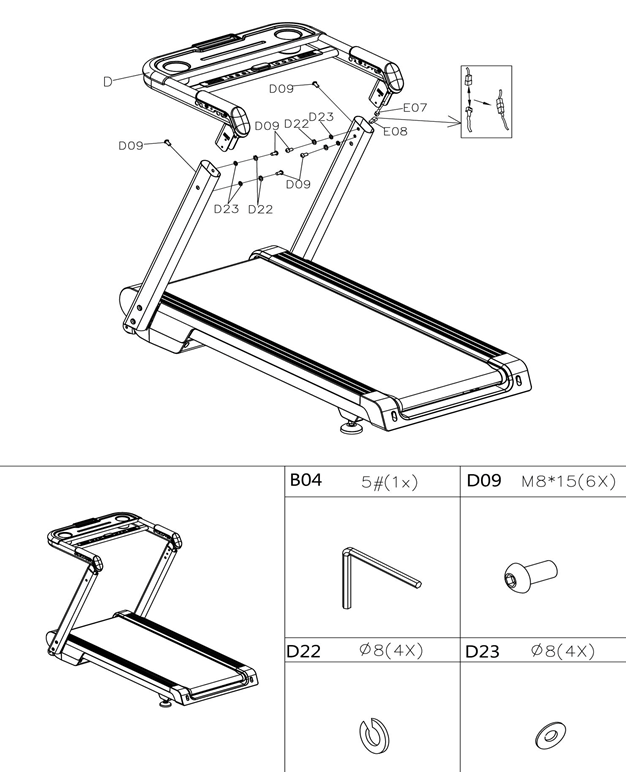 D
D09
E07
D22
D23
D09
E08
D09
D09
D23
D22
B04 5#(1x)
D09 M8*15(6X)
D22 Ø8(4X)
D23 Ø8(4X)